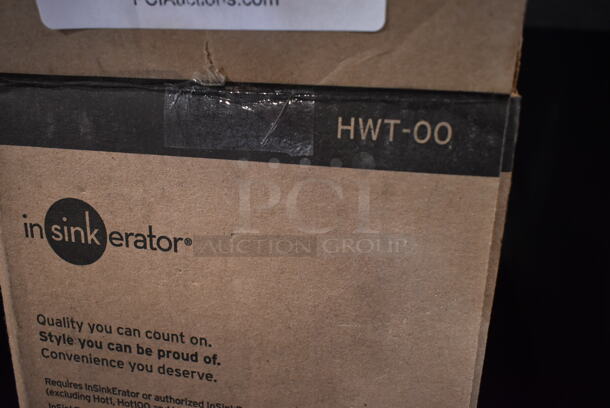 PCIAuctions.com
HWT-00
PCI
AUCTION GROUP
insinkerator®
Quality you can count on.
Style you can be proud of.
Convenience you deserve.
Requires InSinkErator or authorized
(excluding Hot1, Hot100